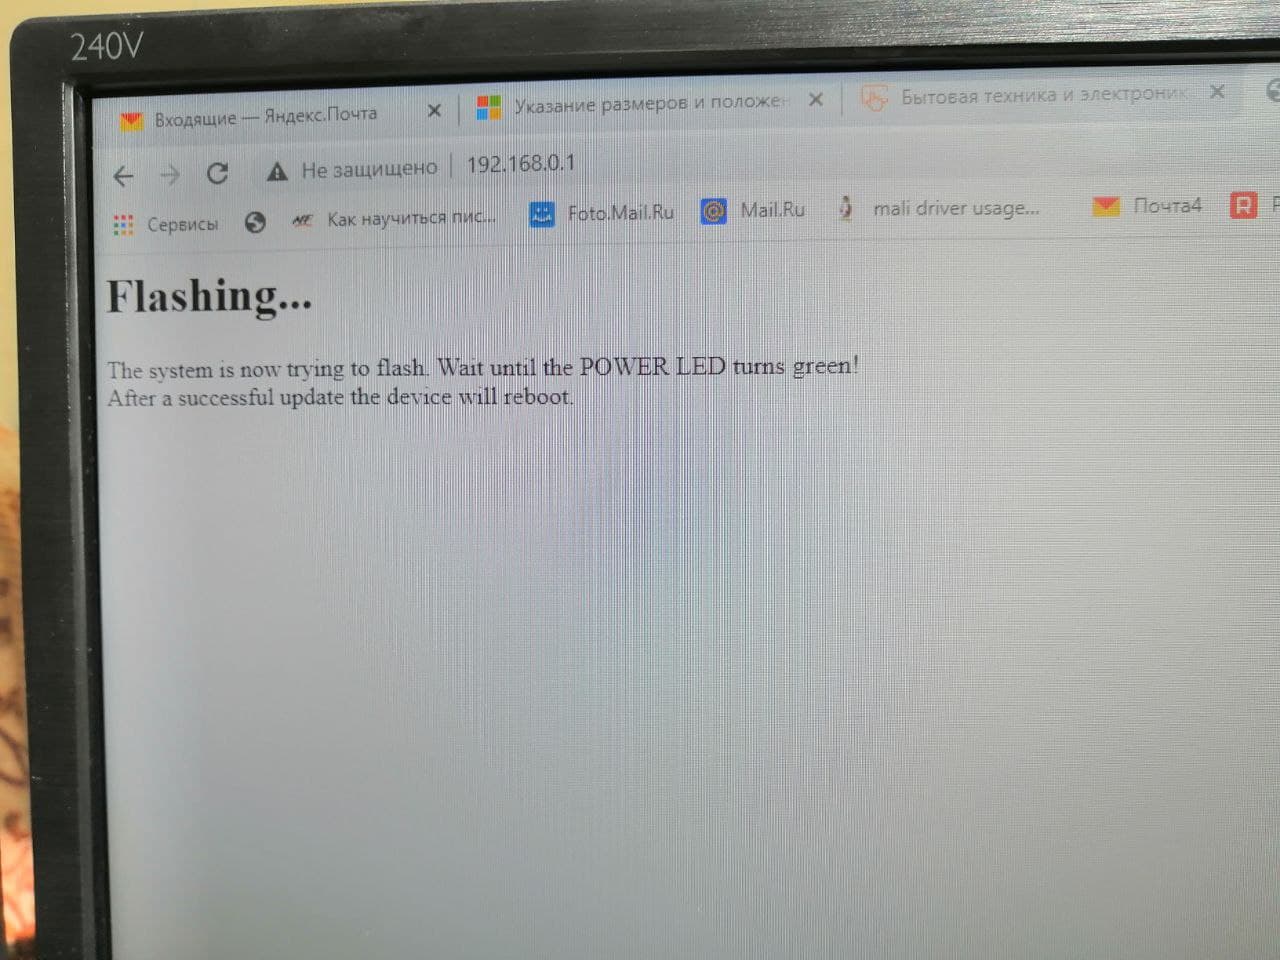 240V
Входящие — Яндекс.Почта
Указание размеров и положен
Бытовая техника и электроник
Не защищено
192.168.0.1
Сервисы
Как научиться пис...
Foto.Mail.Ru
Mail.Ru
mali driver usage...
Почта4
Flashing...
The system is now trying to flash. Wait until the POWER LED turns green!
After a successful update the device will reboot.